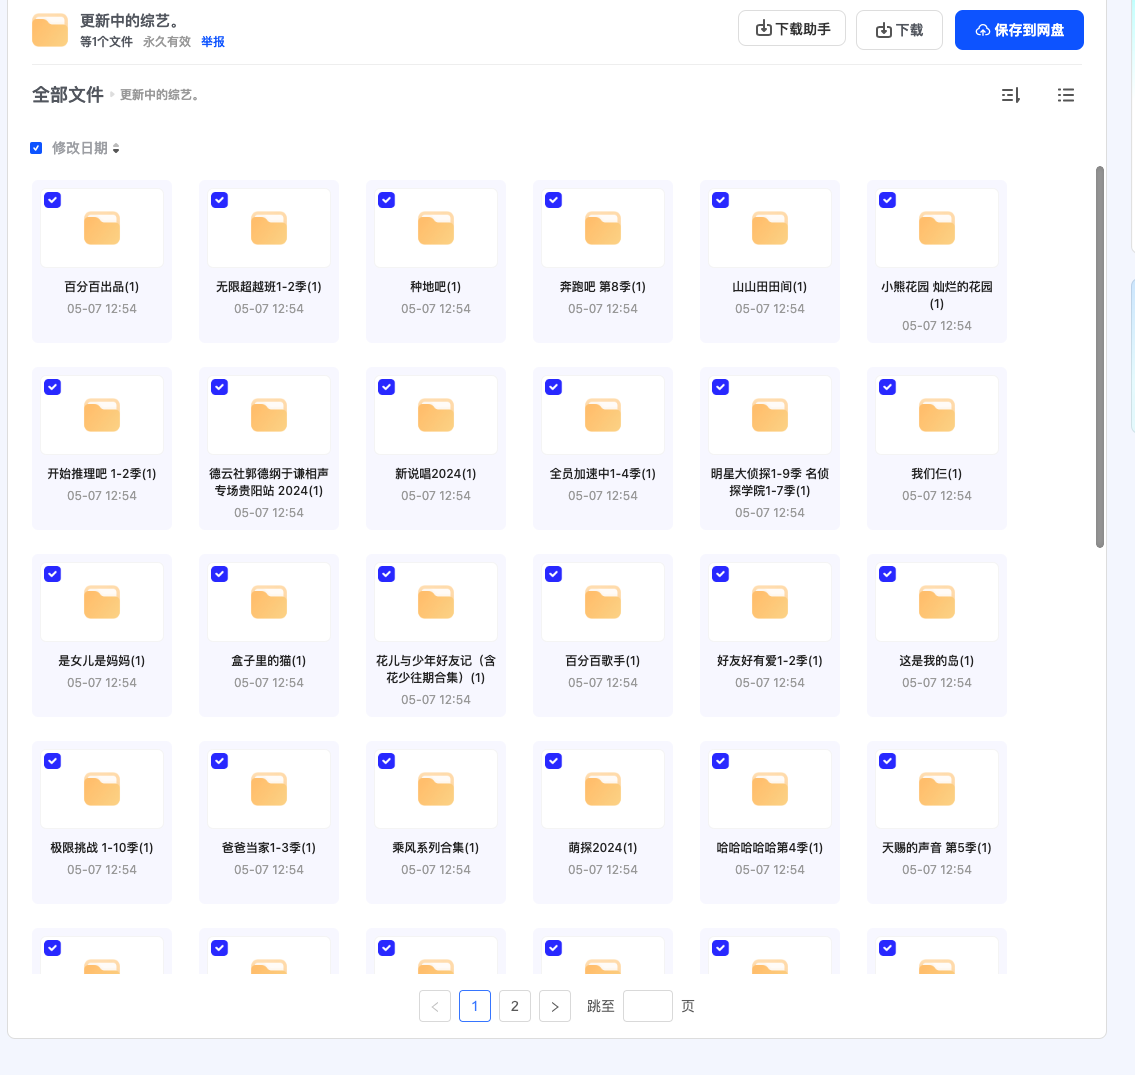 更新中的综艺。
等1个文件 永久有效 举报
下载助手
下载
保存到网盘
全部文件 更新中的综艺。
修改日期
百分百出品(1)
05-07 12:54
无限超越班1-2季(1)
05-07 12:54
种地吧(1)
05-07 12:54
奔跑吧 第8季(1)
05-07 12:54
山山田田间(1)
05-07 12:54
小熊花园 灿烂的花园
(1)
05-07 12:54
开始推理吧 1-2季(1)
05-07 12:54
德云社郭德纲于谦相声
专场贵阳站 2024(1)
05-07 12:54
新说唱2024(1)
05-07 12:54
全员加速中1-4季(1)
05-07 12:54
明星大侦探1-9季 名侦
探学院1-7季(1)
05-07 12:54
我们仨(1)
05-07 12:54
是女儿是妈妈(1)
05-07 12:54
盒子里的猫(1)
05-07 12:54
花儿与少年好友记（含
花少往期合集）(1)
05-07 12:54
百分百歌手(1)
05-07 12:54
好友好有爱1-2季(1)
05-07 12:54
这是我的岛(1)
05-07 12:54
极限挑战 1-10季(1)
05-07 12:54
爸爸当家1-3季(1)
05-07 12:54
乘风系列合集(1)
05-07 12:54
萌探2024(1)
05-07 12:54
哈哈哈哈哈第4季(1)
05-07 12:54
天赐的声音 第5季(1)
05-07 12:54
< 1 2 > 跳至 页